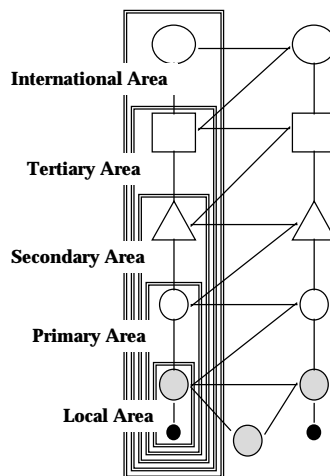 International Area
Tertiary Area
Secondary Area
Primary Area
Local Area